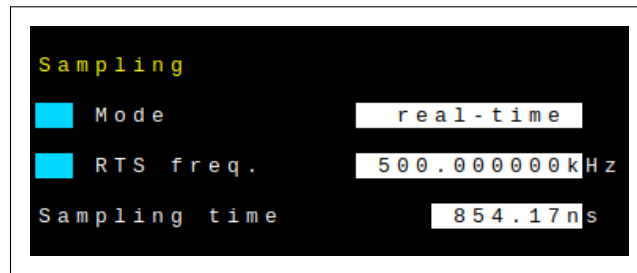 Sampling
Mode real-time
RTS freq. 500.000000kHz
Sampling time 854.17ns